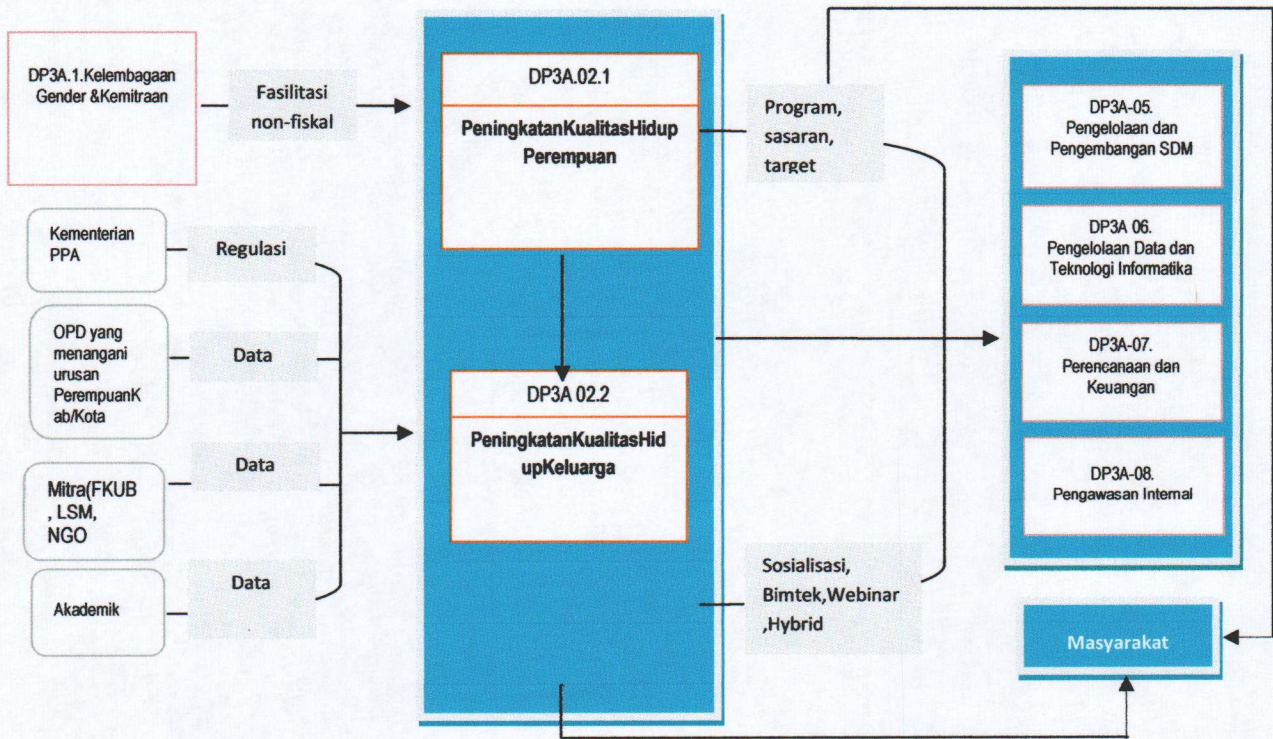 DP3A.1.Kelembagaan
Gender &Kemitraan
Fasilitasi
non-fiskal
Kementerian
PPA
Regulasi
OPD yang
menangani
urusan
PerempuanK
ab/Kota
Data
Mitra(FKUB
, LSM,
NGO
Data
Akademik
Data
DP3A.02.1
PeningkatanKualitasHidup
Perempuan
DP3A 02.2
PeningkatanKualitasHid
upKeluarga
Program,
sasaran,
target
Sosialisasi,
Bimtek,Webinar
,Hybrid
DP3A-05.
Pengelolaan dan
Pengembangan SDM
DP3A 06.
Pengelolaan Data dan
Teknologi Informatika
DP3A-07.
Perencanaan dan
Keuangan
DP3A-08.
Pengawasan Internal
Masyarakat